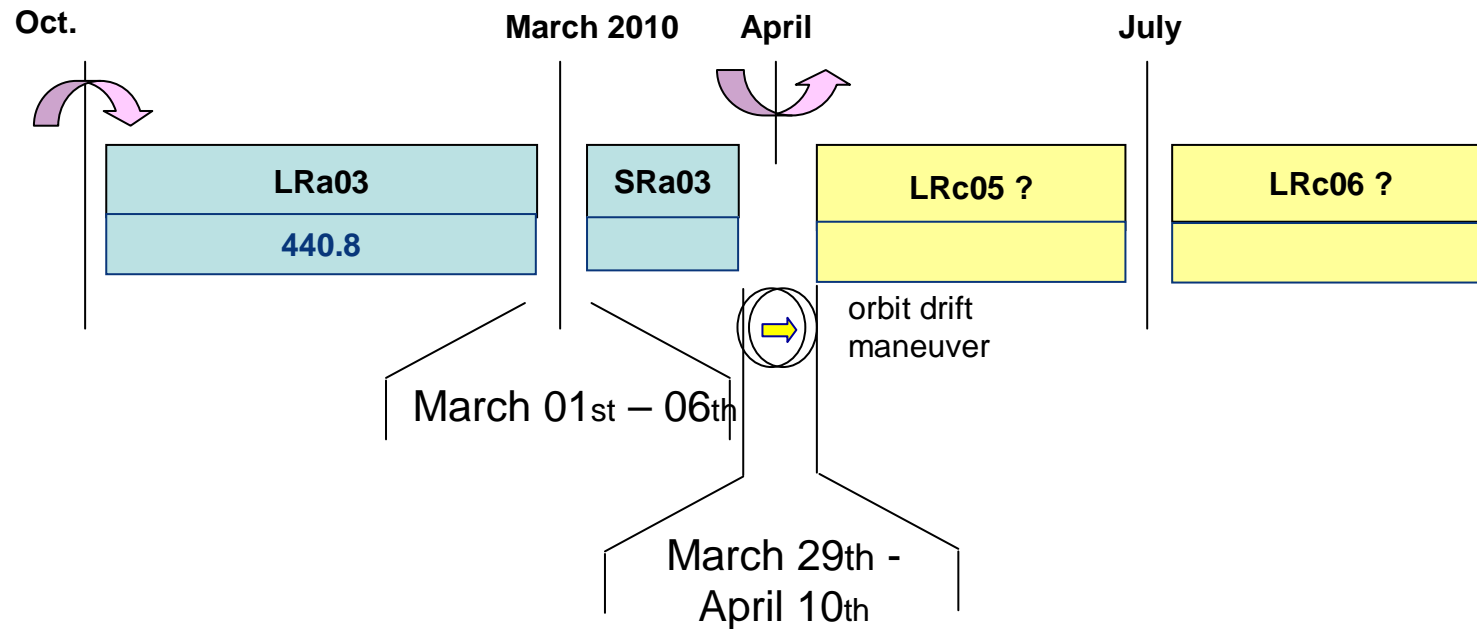 Oct.
March 2010
April
July
LRa03
SRa03
LRc05 ?
LRc06 ?
440.8
orbit drift
maneuver
March 01st – 06th
March 29th -
April 10th